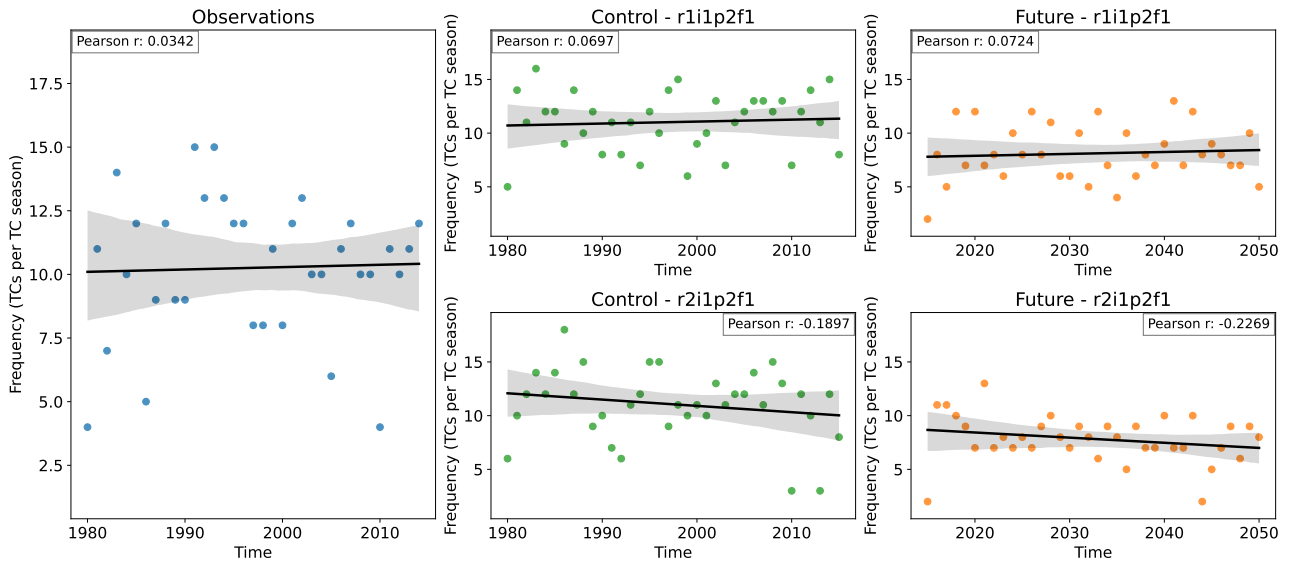 Observations
Pearson r: 0.0342
17.5
15.0
12.5
10.0
7.5
5.0
2.5
Frequency (TCs per TC season)
1980
1990
2000
2010
Time
Control - r1i1p2f1
Pearson r: 0.0697
15
10
5
Frequency (TCs per TC season)
1980
1990
2000
2010
Time
Future - r1i1p2f1
Pearson r: 0.0724
15
10
5
Frequency (TCs per TC season)
2020
2030
2040
2050
Time
Control - r2i1p2f1
Pearson r: -0.1897
15
10
5
Frequency (TCs per TC season)
1980
1990
2000
2010
Time
Future - r2i1p2f1
Pearson r: -0.2269
15
10
5
Frequency (TCs per TC season)
2020
2030
2040
2050
Time